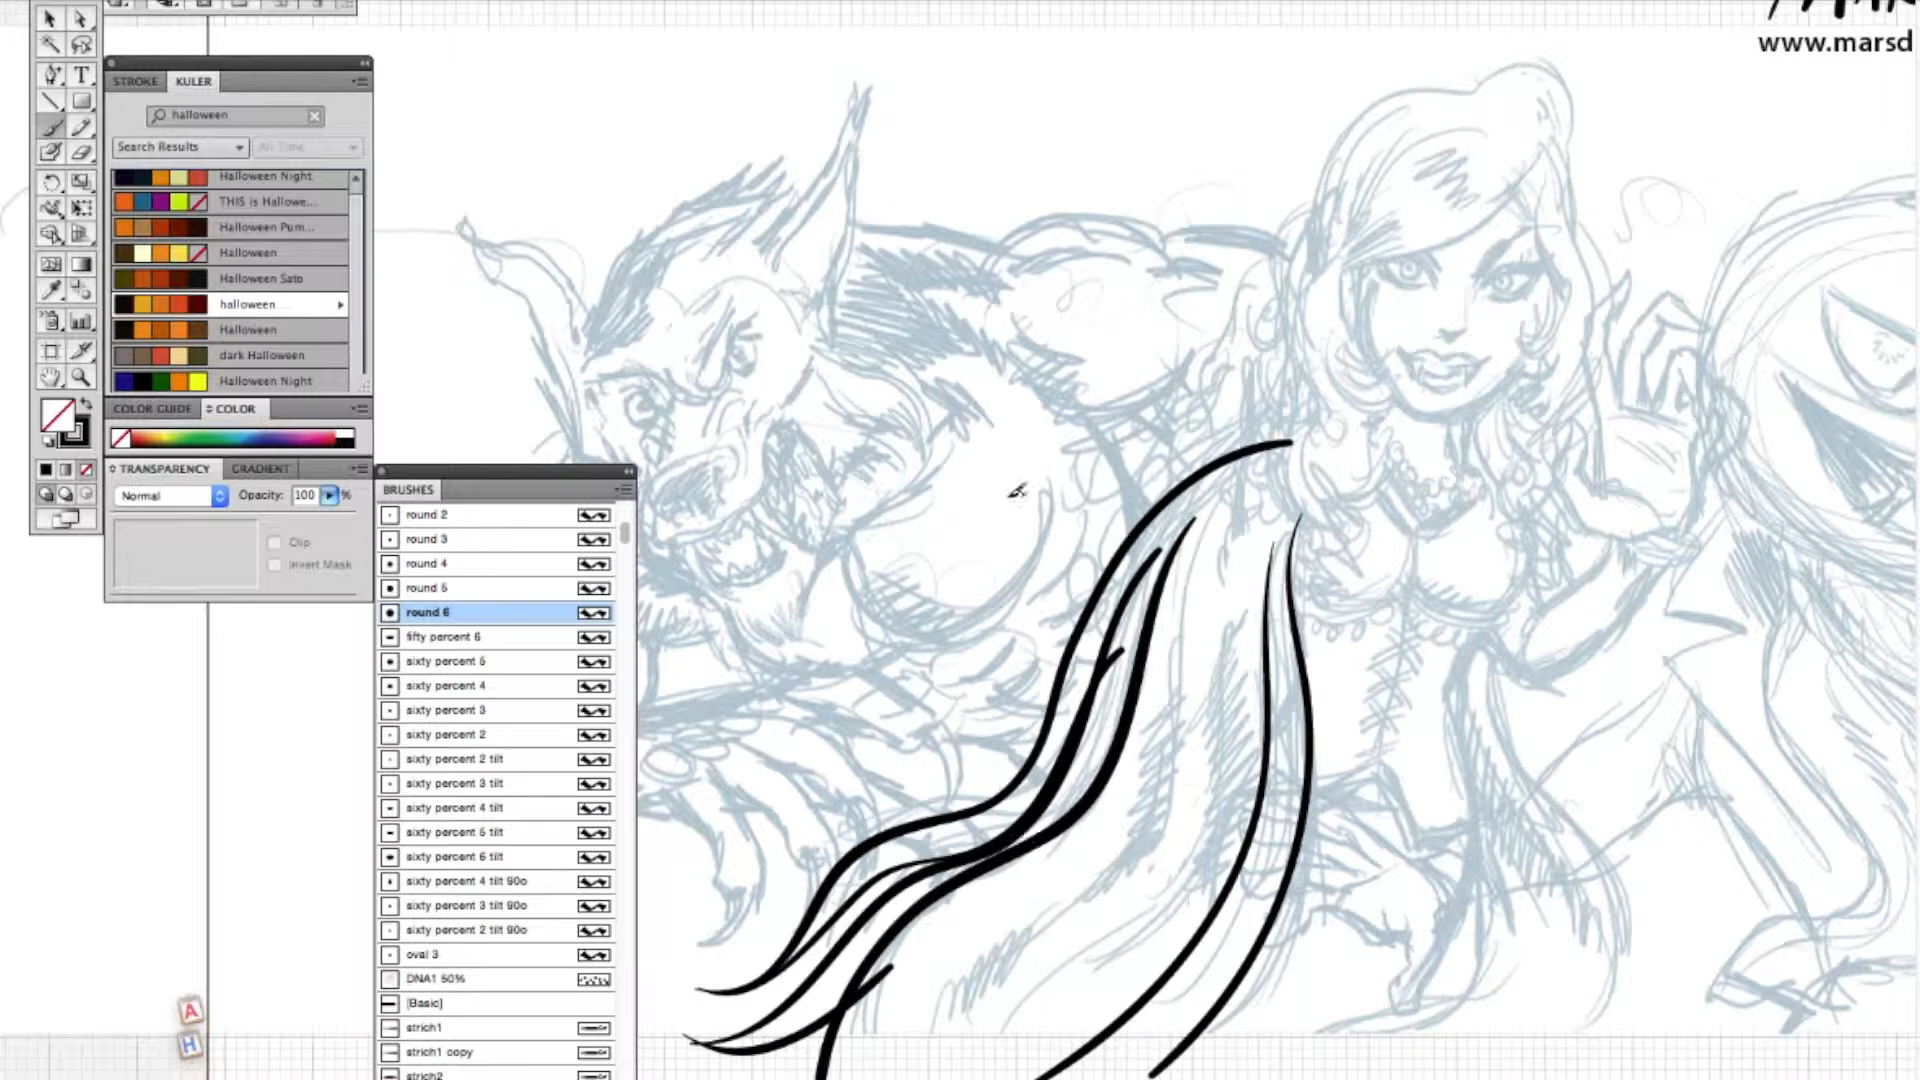 www.marsd
STROKE KULER
halloween
Search Results All Time
Halloween Night
THIS is Hallowe...
Halloween Pum...
Halloween
Halloween Sato
halloween
Halloween
dark Halloween
Halloween Night
COLOR GUIDE COLOR
TRANSPARENCY GRADIENT
Normal Opacity: 100 %
Clip
Invert Mask
BRUSHES
round 2
round 3
round 4
round 5
round 6
fifty percent 6
sixty percent 5
sixty percent 4
sixty percent 3
sixty percent 2
sixty percent 2 tilt
sixty percent 3 tilt
sixty percent 4 tilt
sixty percent 5 tilt
sixty percent 6 tilt
sixty percent 4 tilt 90o
sixty percent 3 tilt 90o
sixty percent 2 tilt 90o
oval 3
DNA1 50%
[Basic]
strich1
strich1 copy
strich2
A
H